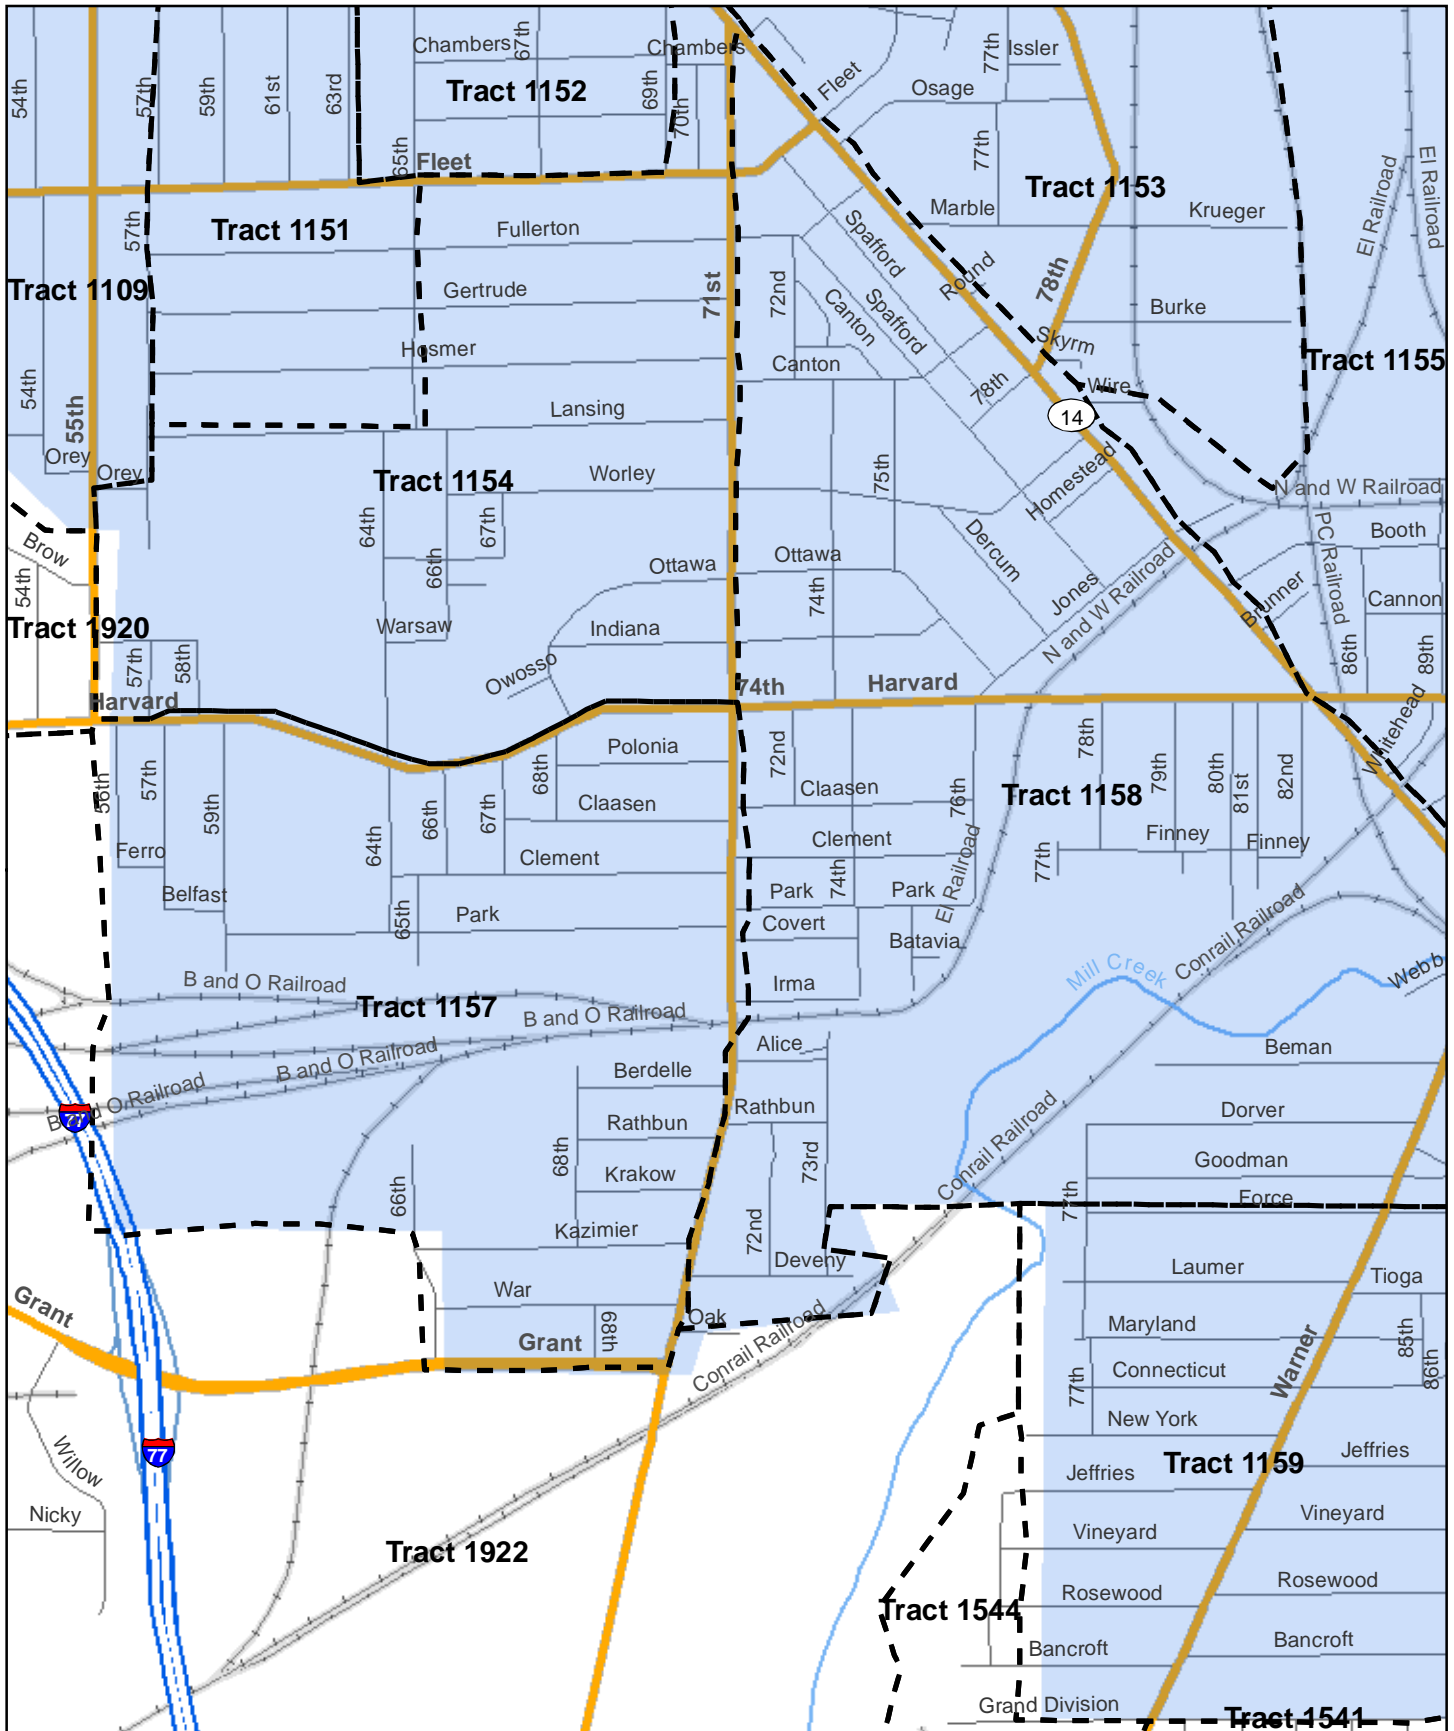 Chambers
67th
Chambers
77th
Issler
54th
57th
59th
61st
63rd
Tract 1152
69th
70th
Fleet
Osage
65th
Fleet
77th
Tract 1153
El Railroad
El Railroad
57th
Tract 1151
Fullerton
Marble
Krueger
Spafford
Tract 1109
Gertrude
71st
72nd
Round
78th
Canton
Spafford
Burke
Hosmer
Skyrm
Tract 1155
54th
Canton
78th
Wire
55th
Lansing
14
Orey
Orey
Tract 1154
Worley
75th
Homestead
N and W Railroad
64th
67th
PC Railroad
Booth
Brow
66th
Ottawa
Ottawa
Dercum
54th
74th
Jones
N and W Railroad
Brunner
Cannon
Tract 1920
Warsaw
Indiana
86th
89th
57th
58th
Owosso
Harvard
74th
Harvard
Whitehead
Polonia
72nd
78th
56th
57th
68th
79th
80th
81st
82nd
Claasen
Claasen
76th
Tract 1158
59th
66th
67th
64th
Clement
Clement
Finney
Finney
Ferro
77th
Belfast
Park
74th
Park
El Railroad
65th
Park
Covert
Batavia
Conrail Railroad
B and O Railroad
Irma
Mill Creek
Webb
Tract 1157
B and O Railroad
Alice
Beman
B and O Railroad
Berdelle
B and O Railroad
77
Rathbun
Rathbun
Dorver
Conrail Railroad
68th
Krakow
73rd
Goodman
66th
77th
Force
Kazimier
72nd
Deveny
Laumer
Tioga
War
Grant
Oak
Grant
68th
Conrail Railroad
Maryland
85th
86th
Warner
Connecticut
77th
New York
77
Willow
Tract 1159
Jeffries
Jeffries
Nicky
Vineyard
Vineyard
Tract 1922
Rosewood
Rosewood
Tract 1544
Bancroft
Bancroft
Grand Division
Tract 1541